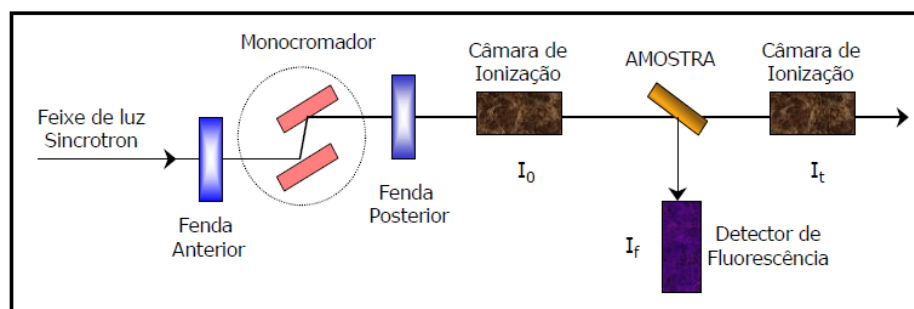 Monocromador
Câmara de
Ionização
AMOSTRA
Câmara de
Ionização
Feixe de luz
Sincrotron
I₀
Iₜ
Fenda
Posterior
Fenda
Anterior
I_f
Detector de
Fluorescência